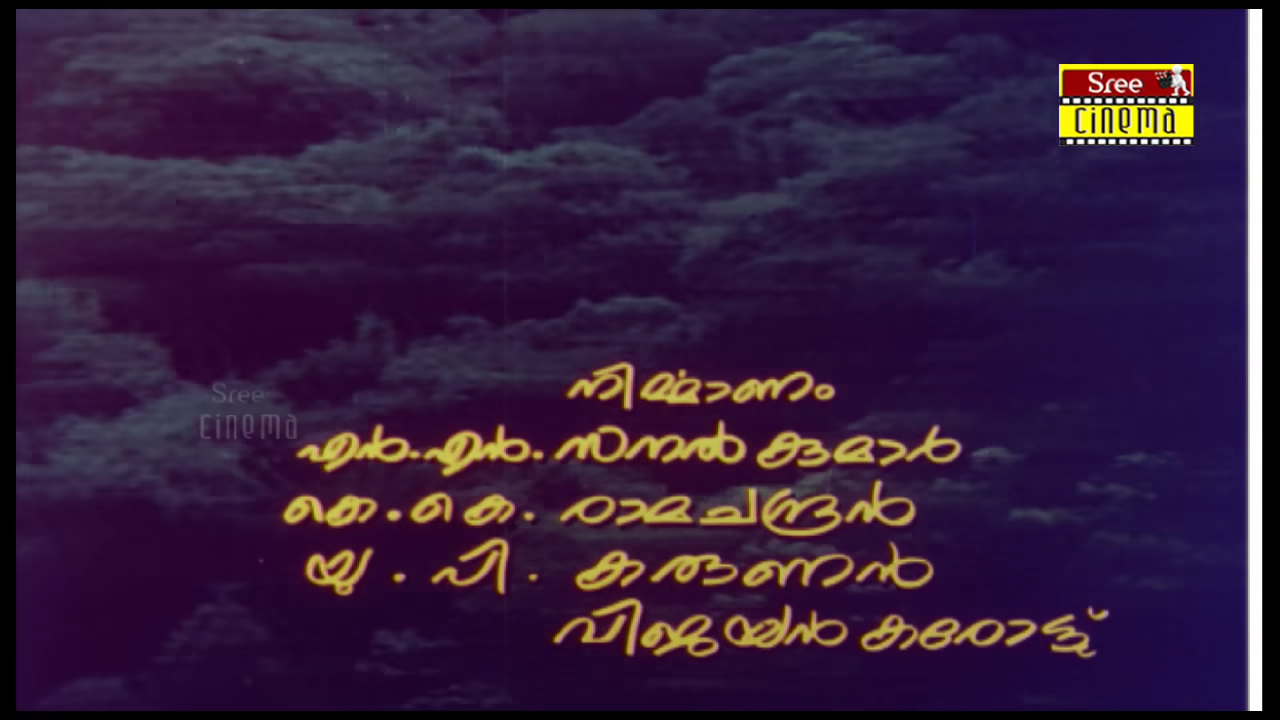 Sree
cinema
നിർമ്മാണം
Sree
cinema
എൻ.എൻ. സനൽ കുമാർ
കെ. കെ. രാമചന്ദ്രൻ
യു. പി. കരുണൻ
വിജയൻ കരോട്ട്